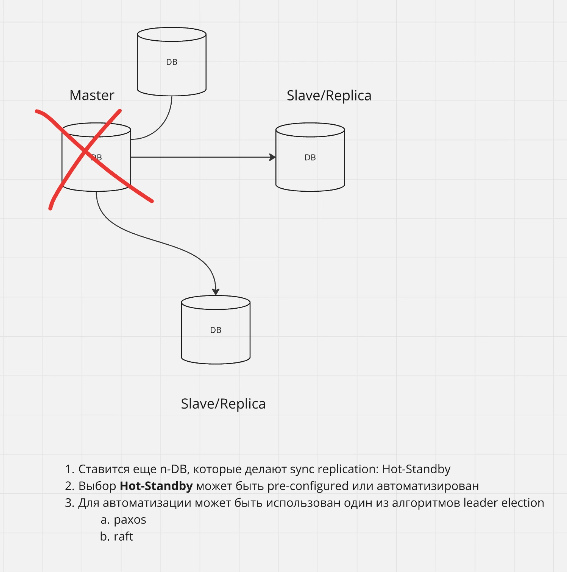 DB
Master
Slave/Replica
DB
DB
DB
Slave/Replica
1. Ставится еще n-DB, которые делают sync replication: Hot-Standby
2. Выбор Hot-Standby может быть pre-configured или автоматизирован
3. Для автоматизации может быть использован один из алгоритмов leader election
a. paxos
b. raft